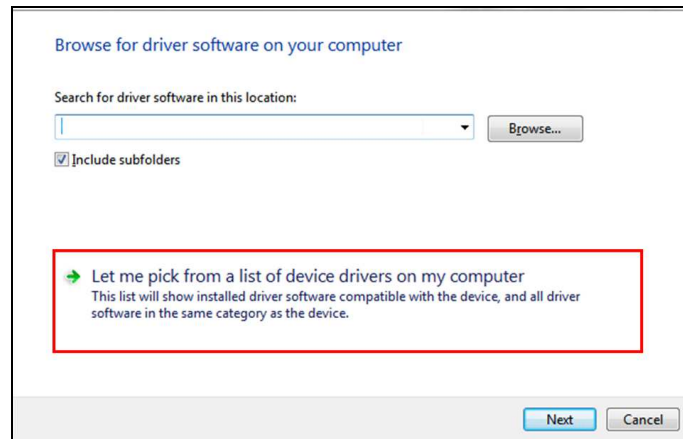 Browse for driver software on your computer
Search for driver software in this location:
Browse...
Include subfolders
Let me pick from a list of device drivers on my computer
This list will show installed driver software compatible with the device, and all driver
software in the same category as the device.
Next
Cancel